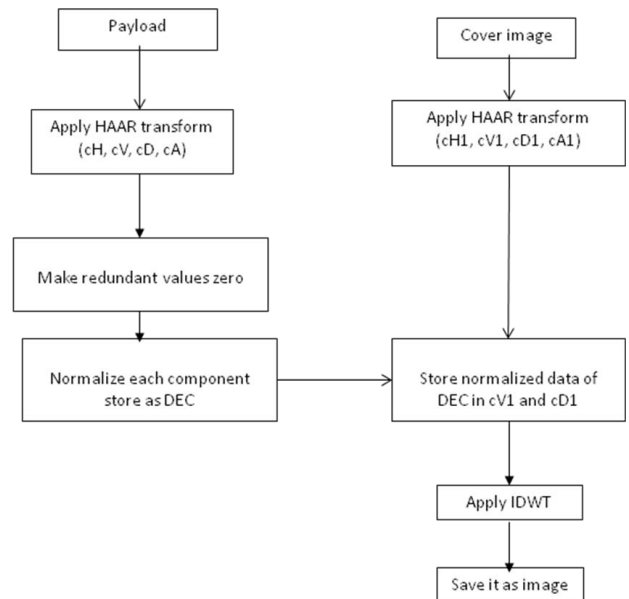 Payload
Apply HAAR transform
(cH, cV, cD, cA)
Make redundant values zero
Normalize each component
store as DEC
Cover image
Apply HAAR transform
(cH1, cV1, cD1, cA1)
Store normalized data of
DEC in cV1 and cD1
Apply IDWT
Save it as image